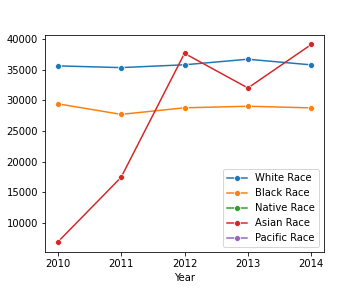 40000
35000
30000
25000
20000
15000
10000
White Race
Black Race
Native Race
Asian Race
Pacific Race
2010 2011 2012 2013 2014
Year